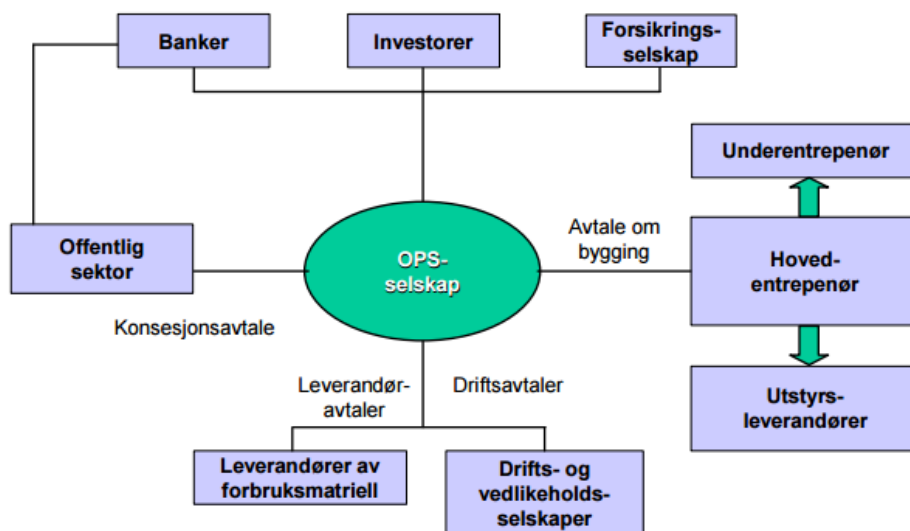 Banker
Investorer
Forsikrings-
selskap
Underentrepenør
Avtale om
bygging
Offentlig
sektor
OPS-
selskap
Hoved-
entrepenør
Konsesjonsavtale
Leverandør-
avtaler
Driftsavtaler
Utstyrs-
leverandører
Leverandører av
forbruksmatriell
Drifts- og
vedlikeholds-
selskaper